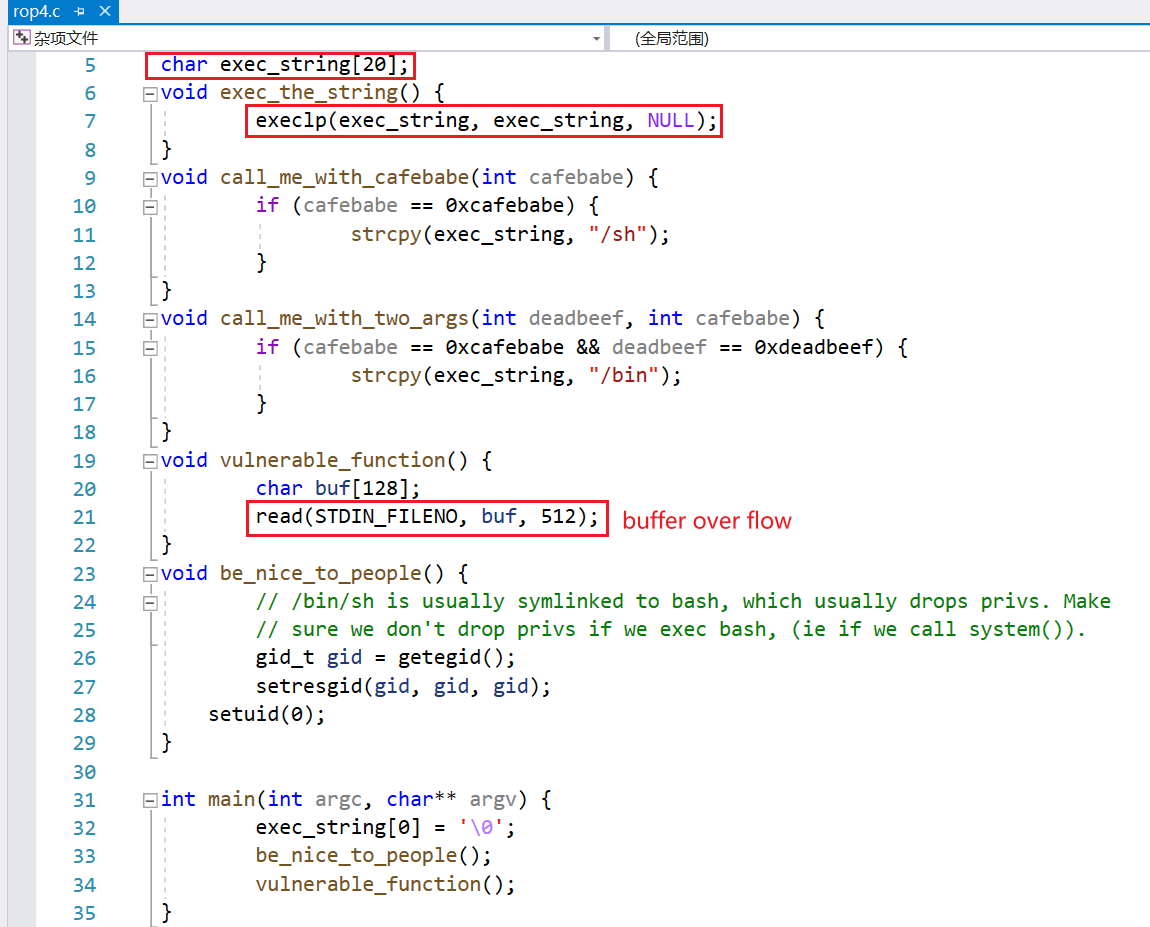 rop4.c
杂项文件 (全局范围)
5 char exec_string[20];
6 void exec_the_string() {
7 execlp(exec_string, exec_string, NULL);
8 }
9 void call_me_with_cafebabe(int cafebabe) {
10 if (cafebabe == 0xcafebabe) {
11 strcpy(exec_string, "/sh");
12 }
13 }
14 void call_me_with_two_args(int deadbeef, int cafebabe) {
15 if (cafebabe == 0xcafebabe && deadbeef == 0xdeadbeef) {
16 strcpy(exec_string, "/bin");
17 }
18 }
19 void vulnerable_function() {
20 char buf[128];
21 read(STDIN_FILENO, buf, 512); buffer over flow
22 }
23 void be_nice_to_people() {
24 // /bin/sh is usually symlinked to bash, which usually drops privs. Make
25 // sure we don't drop privs if we exec bash, (ie if we call system()).
26 gid_t gid = getegid();
27 setresgid(gid, gid, gid);
28 setuid(0);
29 }
30
31 int main(int argc, char** argv) {
32 exec_string[0] = '\0';
33 be_nice_to_people();
34 vulnerable_function();
35 }